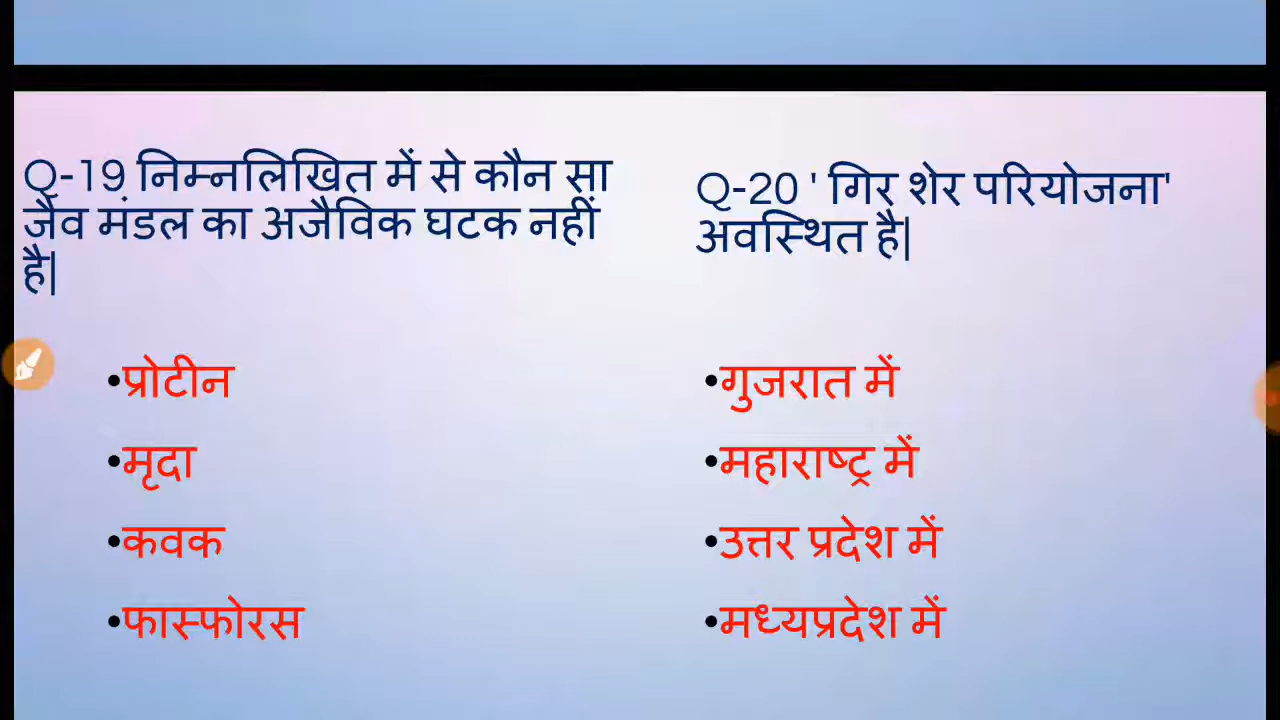 Q-19 निम्नलिखित में से कौन सा
जैव मंडल का अजैविक घटक नहीं
है|
•प्रोटीन
•मृदा
•कवक
•फास्फोरस
Q-20 ' गिर शेर परियोजना'
अवस्थित है|
•गुजरात में
•महाराष्ट्र में
•उत्तर प्रदेश में
•मध्यप्रदेश में